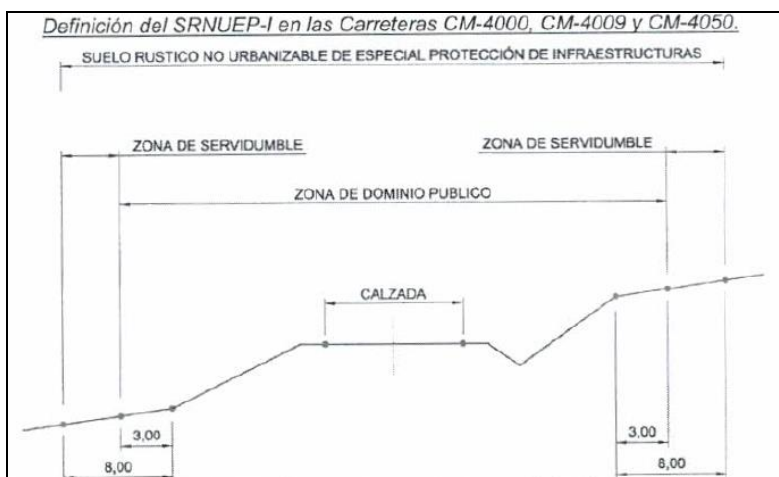 Definición del SRNUEP-I en las Carreteras CM-4000, CM-4009 y CM-4050.
SUELO RUSTICO NO URBANIZABLE DE ESPECIAL PROTECCIÓN DE INFRAESTRUCTURAS
ZONA DE SERVIDUMBLE
ZONA DE SERVIDUMBLE
ZONA DE DOMINIO PUBLICO
CALZADA
3,00
3,00
8,00
8,00